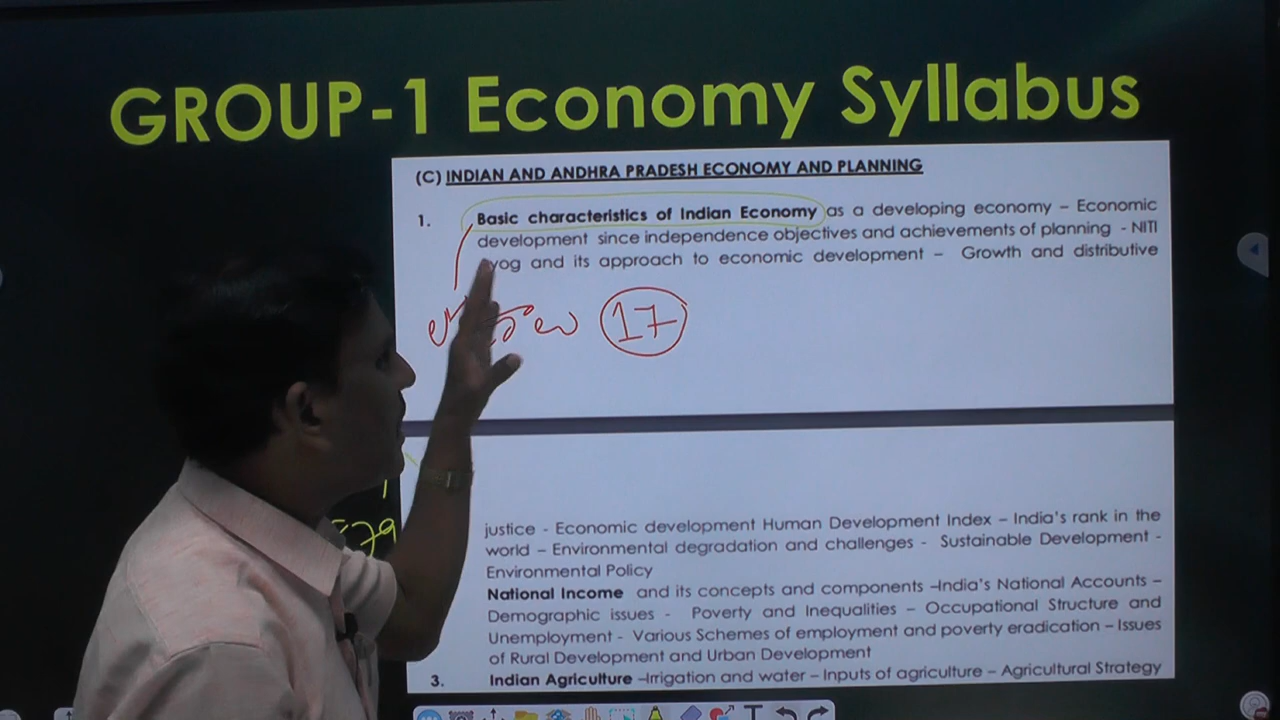 GROUP-1 Economy Syllabus
(C) INDIAN AND ANDHRA PRADESH ECONOMY AND PLANNING
1. Basic characteristics of Indian Economy as a developing economy – Economic
development since independence objectives and achievements of planning - NITI
and its approach to economic development – Growth and distributive
17
justice - Economic development Human Development Index – India's rank in the
world – Environmental degradation and challenges - Sustainable Development -
Environmental Policy
National Income and its concepts and components –India's National Accounts –
Demographic issues - Poverty and Inequalities – Occupational Structure and
Unemployment - Various Schemes of employment and poverty eradication – Issues
of Rural Development and Urban Development
3. Indian Agriculture –Irrigation and water – Inputs of agriculture – Agricultural Strategy